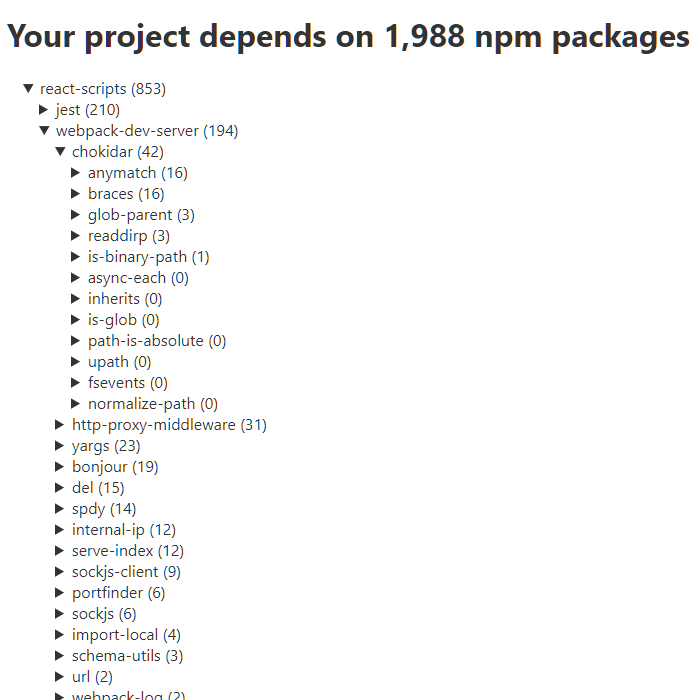 Your project depends on 1,988 npm packages
▼ react-scripts (853)
▶ jest (210)
▼ webpack-dev-server (194)
▼ chokidar (42)
▶ anymatch (16)
▶ braces (16)
▶ glob-parent (3)
▶ readdirp (3)
▶ is-binary-path (1)
▶ async-each (0)
▶ inherits (0)
▶ is-glob (0)
▶ path-is-absolute (0)
▶ upath (0)
▶ fsevents (0)
▶ normalize-path (0)
▶ http-proxy-middleware (31)
▶ yargs (23)
▶ bonjour (19)
▶ del (15)
▶ spdy (14)
▶ internal-ip (12)
▶ serve-index (12)
▶ sockjs-client (9)
▶ portfinder (6)
▶ sockjs (6)
▶ import-local (4)
▶ schema-utils (3)
▶ url (2)
▶ webpack-log (2)